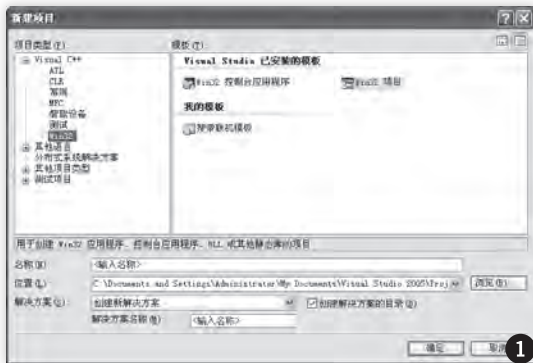 新建项目
项目类型(P):
模板(T):
Visual C++
ATL
CLR
常规
MFC
智能设备
测试
Win32
其他语言
分布式系统解决方案
其他项目类型
测试项目
Visual Studio 已安装的模板
Win32 控制台应用程序
Win32 项目
我的模板
搜索联机模板
用于创建 Win32 应用程序、控制台应用程序、DLL 或其他静态库的项目
名称(N):
<输入名称>
位置(L):
C:\Documents and Settings\Administrator\My Documents\Visual Studio 2005\Proj
浏览(B)
解决方案(S):
创建新解决方案
创建解决方案的目录(D)
解决方案名称(M):
<输入名称>
确定
取消
1